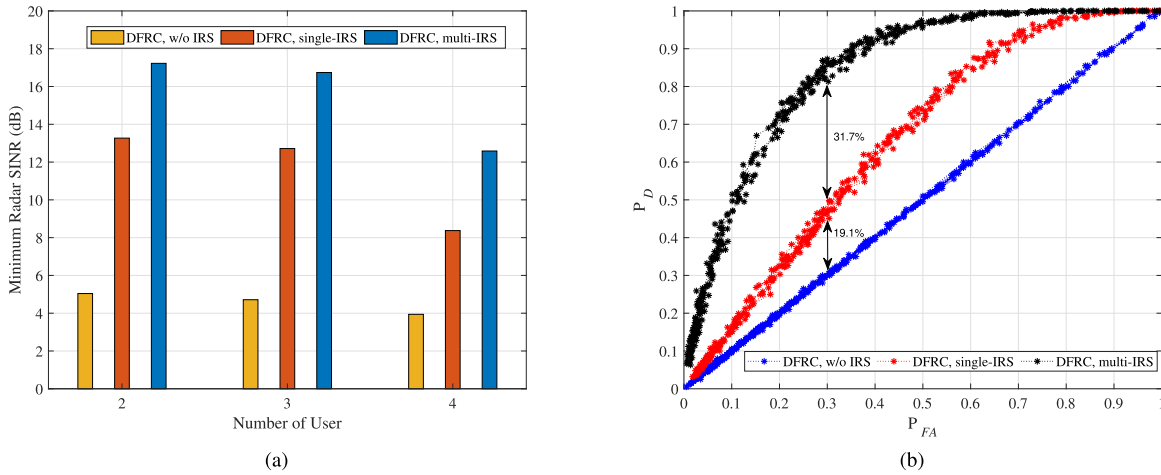 DFRC, w/o IRS DFRC, single-IRS DFRC, multi-IRS
Minimum Radar SINR (dB)
20
18
16
14
12
10
8
6
4
2
0
2 3 4
Number of User
(a)
P_D
1
0.9
0.8
0.7
0.6
0.5
0.4
0.3
0.2
0.1
0
31.7%
19.1%
DFRC, w/o IRS DFRC, single-IRS DFRC, multi-IRS
0 0.1 0.2 0.3 0.4 0.5 0.6 0.7 0.8 0.9 1
P_FA
(b)